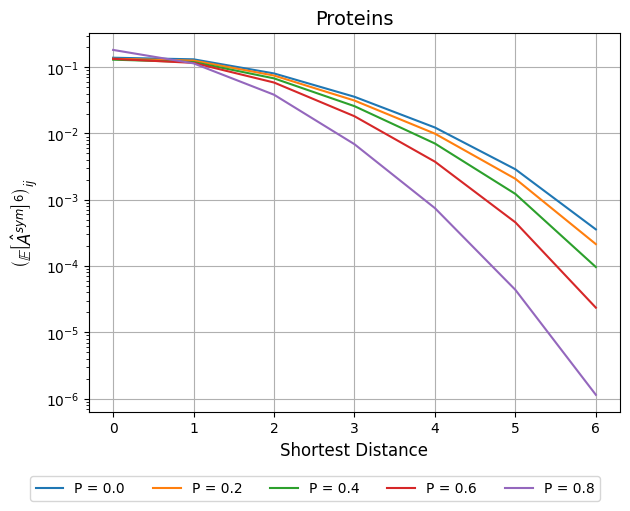 Proteins
10⁻¹
10⁻²
10⁻³
10⁻⁴
10⁻⁵
10⁻⁶
(𝔼[Â^sym]^6)_ij
0 1 2 3 4 5 6
Shortest Distance
P = 0.0 P = 0.2 P = 0.4 P = 0.6 P = 0.8